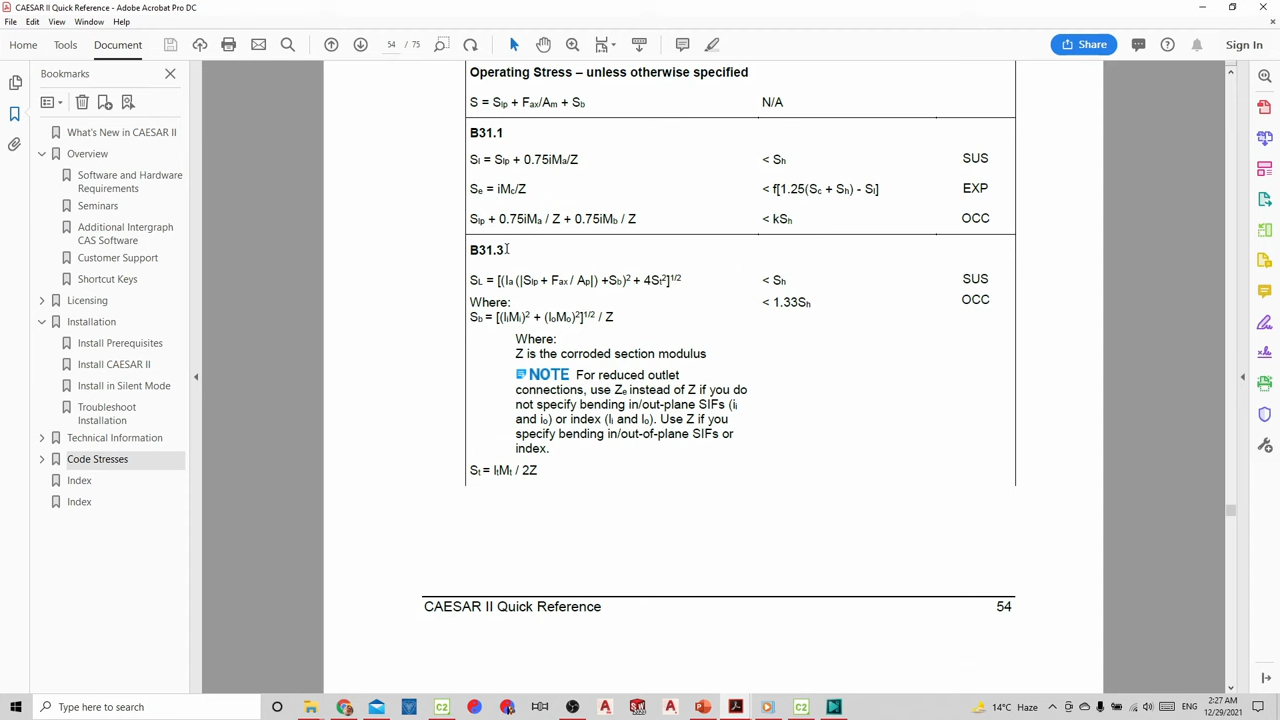 CAESAR II Quick Reference - Adobe Acrobat Pro DC
File Edit View Window Help
Home Tools Document 54 / 75 Share Sign In
Bookmarks
What's New in CAESAR II
Overview
Software and Hardware
Requirements
Seminars
Additional Intergraph
CAS Software
Customer Support
Shortcut Keys
Licensing
Installation
Install Prerequisites
Install CAESAR II
Install in Silent Mode
Troubleshoot
Installation
Technical Information
Code Stresses
Index
Index
Operating Stress – unless otherwise specified
S = Slp + Fax/Am + Sb N/A
B31.1
Sl = Slp + 0.75iMa/Z < Sh SUS
Se = iMc/Z < f[1.25(Sc + Sh) - Sl] EXP
Slp + 0.75iMa / Z + 0.75iMb / Z < kSh OCC
B31.3
SL = [(Ia (|Slp + Fax / Ap|) +Sb)² + 4St²]1/2 < Sh SUS
Where: < 1.33Sh OCC
Sb = [(IiMi)² + (IoMo)²]1/2 / Z
Where:
Z is the corroded section modulus
NOTE For reduced outlet
connections, use Ze instead of Z if you do
not specify bending in/out-plane SIFs (ii
and io) or index (Ii and Io). Use Z if you
specify bending in/out-of-plane SIFs or
index.
St = ItMt / 2Z
CAESAR II Quick Reference 54
Type here to search
14°C Haze
2:27 AM
12/29/2021